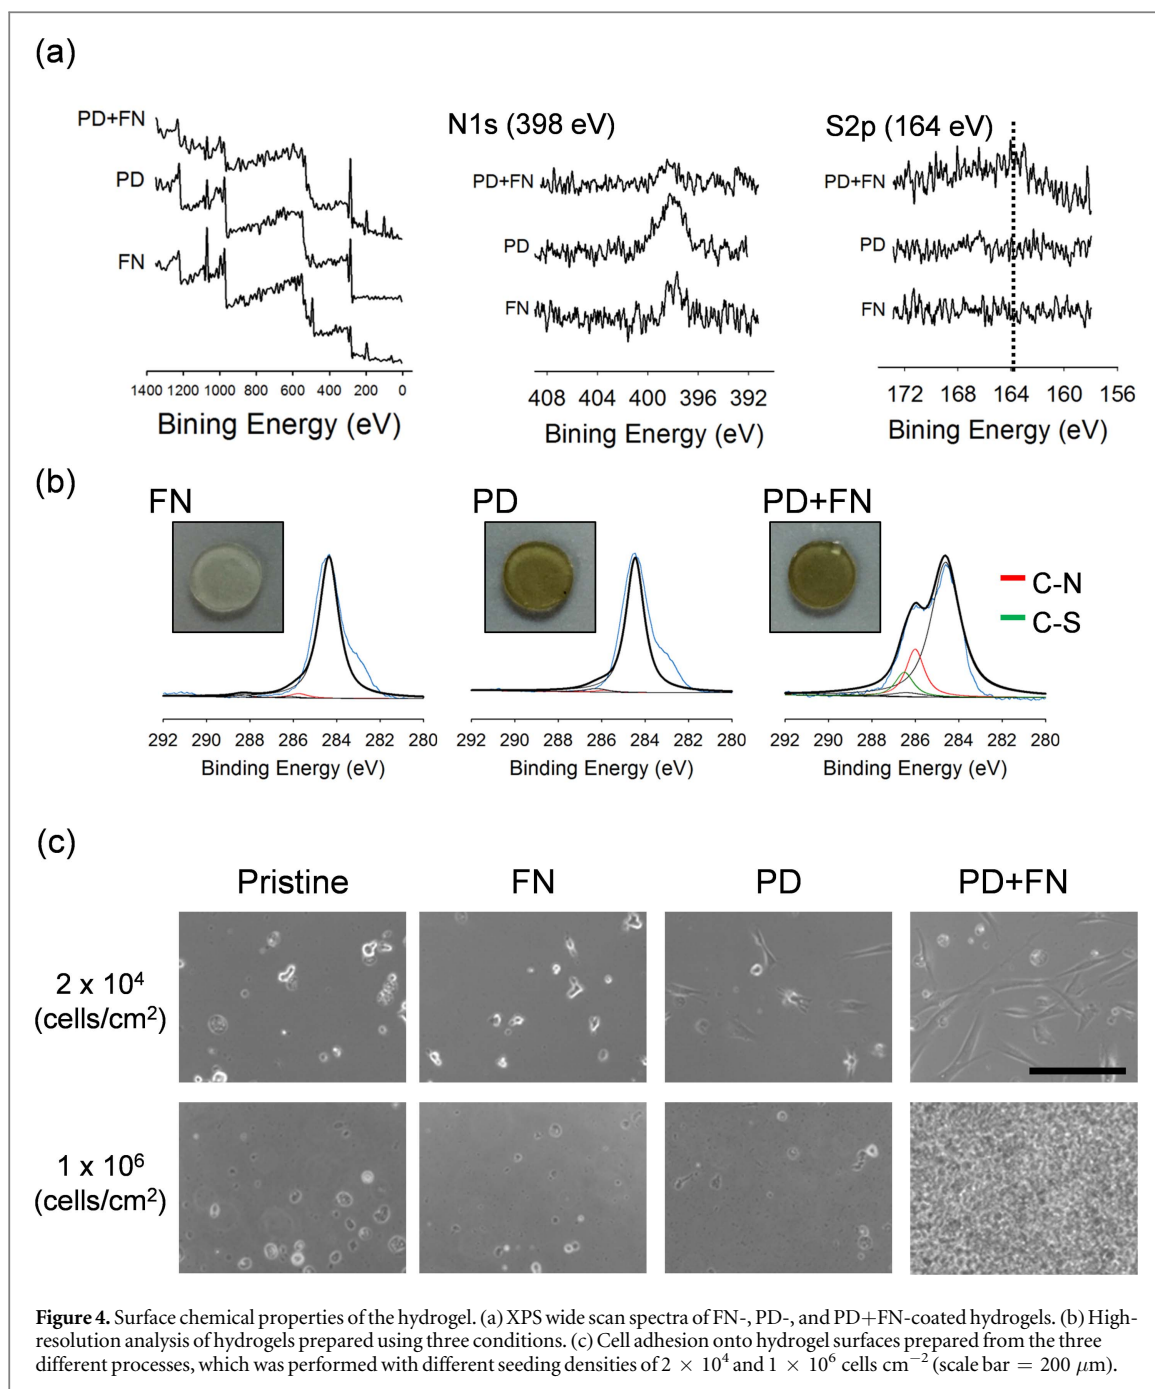 (a)
PD+FN
PD
FN
1400 1200 1000 800 600 400 200 0
Bining Energy (eV)
N1s (398 eV)
PD+FN
PD
FN
408 404 400 396 392
Bining Energy (eV)
S2p (164 eV)
PD+FN
PD
FN
172 168 164 160 156
Bining Energy (eV)
(b)
FN
292 290 288 286 284 282 280
Binding Energy (eV)
PD
292 290 288 286 284 282 280
Binding Energy (eV)
PD+FN
C-N
C-S
292 290 288 286 284 282 280
Binding Energy (eV)
(c)
Pristine FN PD PD+FN
2 x 10⁴
(cells/cm²)
1 x 10⁶
(cells/cm²)
Figure 4. Surface chemical properties of the hydrogel. (a) XPS wide scan spectra of FN-, PD-, and PD+FN-coated hydrogels. (b) High-
resolution analysis of hydrogels prepared using three conditions. (c) Cell adhesion onto hydrogel surfaces prepared from the three
different processes, which was performed with different seeding densities of 2 × 10⁴ and 1 × 10⁶ cells cm⁻² (scale bar = 200 μm).